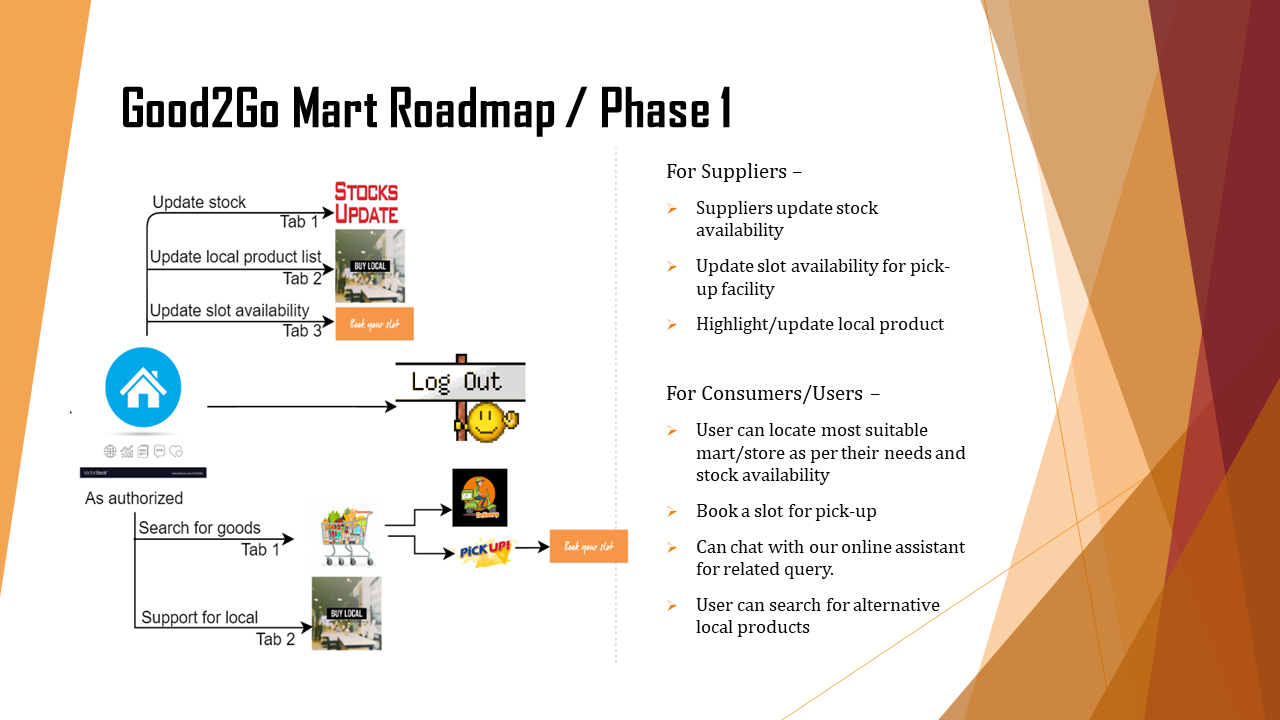 Good2Go Mart Roadmap / Phase 1
Update stock
Tab 1
STOCKS
UPDATE
Update local product list
Tab 2
BUY LOCAL
Update slot availability
Tab 3
Book your slot
Log Out
VectorStock
As authorized
Search for goods
Tab 1
Delivery
PiCK UP!
Book your slot
Support for local
Tab 2
BUY LOCAL
For Suppliers –
Suppliers update stock
availability
Update slot availability for pick-
up facility
Highlight/update local product
For Consumers/Users –
User can locate most suitable
mart/store as per their needs and
stock availability
Book a slot for pick-up
Can chat with our online assistant
for related query.
User can search for alternative
local products